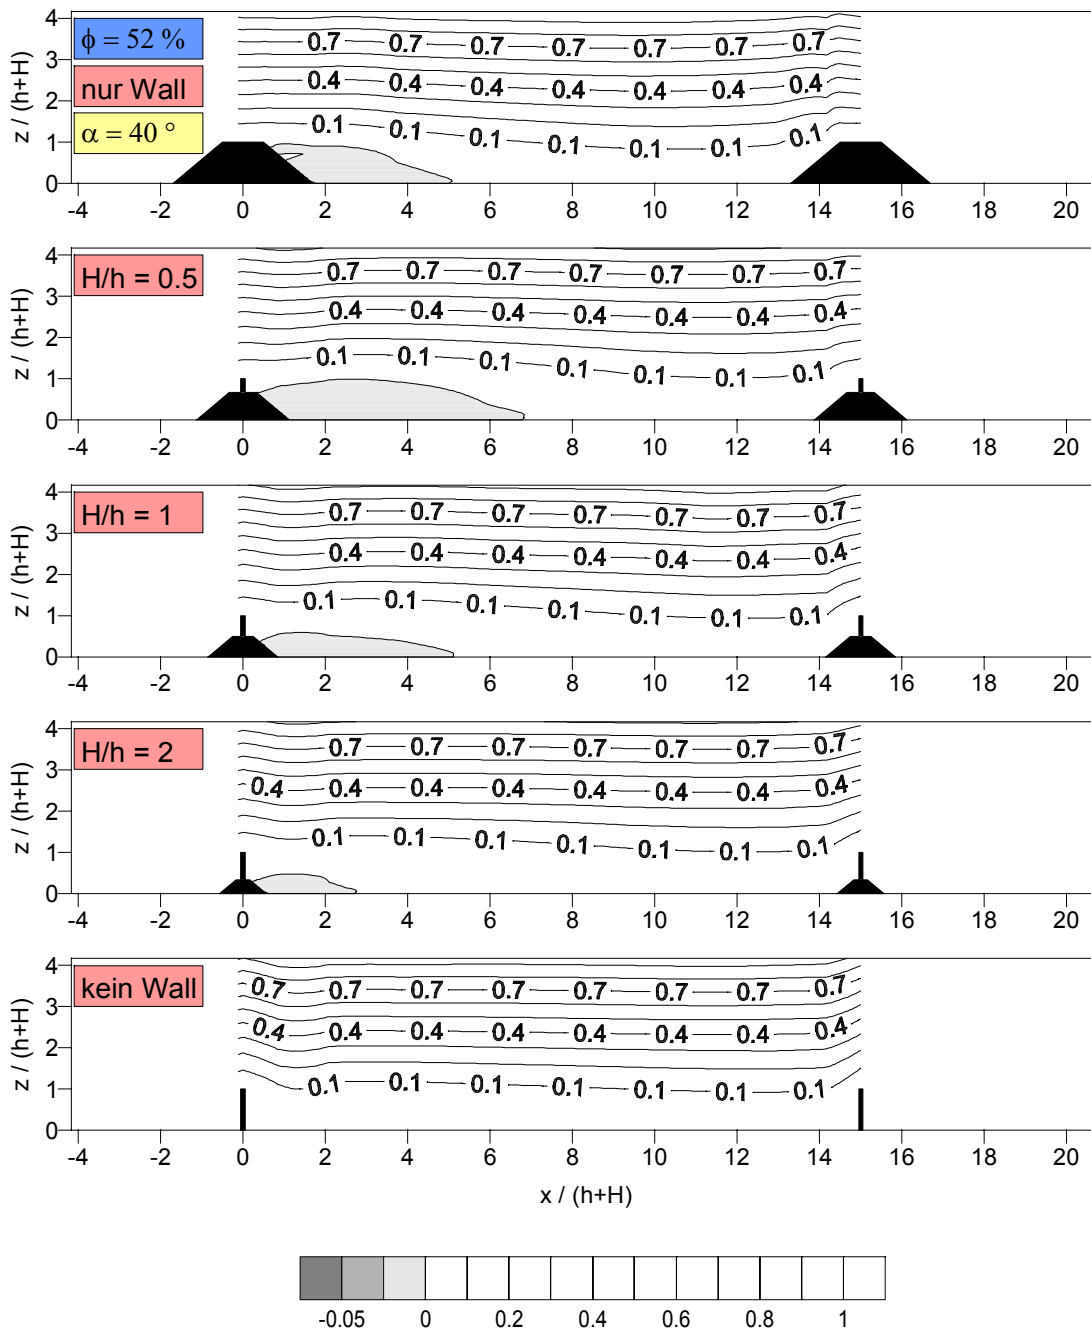 4
ϕ = 52 %
0.7 0.7 0.7 0.7 0.7 0.7 0.7
3
nur Wall
0.4 0.4 0.4 0.4 0.4 0.4 0.4
2
α = 40 °
0.1 0.1 0.1 0.1 0.1 0.1 0.1
1
0
z / (h+H)
-4 -2 0 2 4 6 8 10 12 14 16 18 20
4
H/h = 0.5
0.7 0.7 0.7 0.7 0.7 0.7 0.7
3
0.4 0.4 0.4 0.4 0.4 0.4 0.4
2
0.1 0.1 0.1 0.1 0.1 0.1 0.1
1
0
z / (h+H)
-4 -2 0 2 4 6 8 10 12 14 16 18 20
4
H/h = 1
0.7 0.7 0.7 0.7 0.7 0.7 0.7
3
0.4 0.4 0.4 0.4 0.4 0.4 0.4
2
0.1 0.1 0.1 0.1 0.1 0.1 0.1
1
0
z / (h+H)
-4 -2 0 2 4 6 8 10 12 14 16 18 20
4
H/h = 2
0.7 0.7 0.7 0.7 0.7 0.7 0.7
3
0.4 0.4 0.4 0.4 0.4 0.4 0.4 0.4
2
0.1 0.1 0.1 0.1 0.1 0.1 0.1
1
0
z / (h+H)
-4 -2 0 2 4 6 8 10 12 14 16 18 20
4
kein Wall
0.7 0.7 0.7 0.7 0.7 0.7 0.7 0.7
3
0.4 0.4 0.4 0.4 0.4 0.4 0.4 0.4
2
0.1 0.1 0.1 0.1 0.1 0.1 0.1
1
0
z / (h+H)
-4 -2 0 2 4 6 8 10 12 14 16 18 20
x / (h+H)
-0.05 0 0.2 0.4 0.6 0.8 1